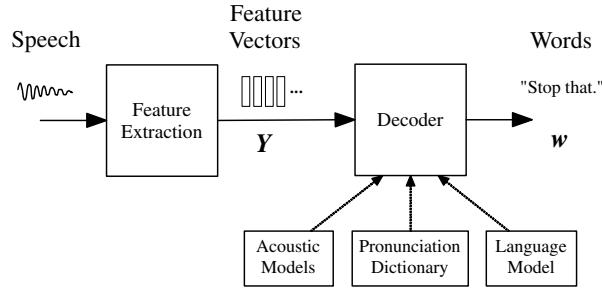 Speech
Feature
Vectors
Words
...
"Stop that."
Feature
Extraction
Y
Decoder
w
Acoustic
Models
Pronunciation
Dictionary
Language
Model